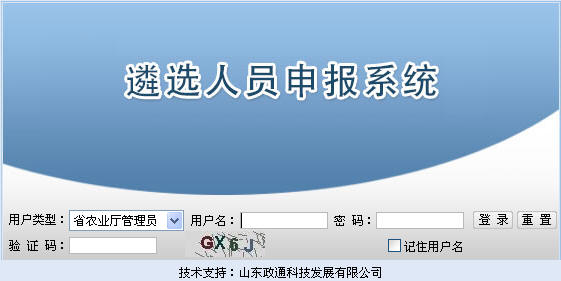 遴选人员申报系统
用户类型： 省农业厅管理员 用户名： 密 码： 登 录 重 置
验 证 码： GX6J 记住用户名
技术支持：山东政通科技发展有限公司